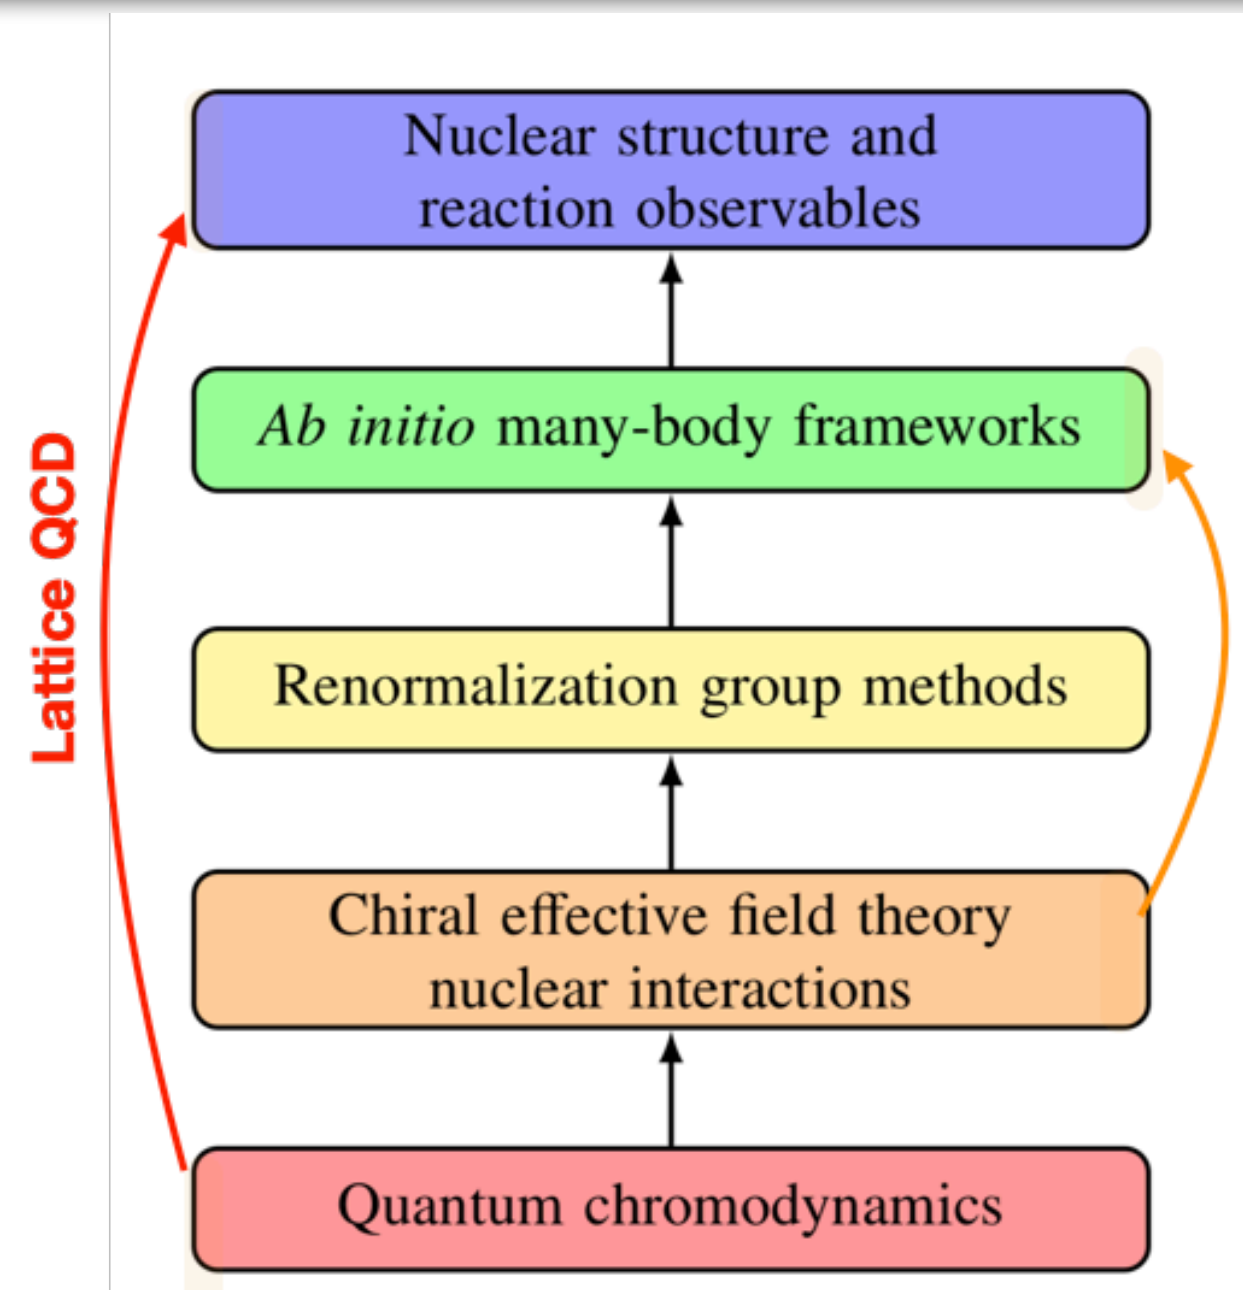 Nuclear structure and
reaction observables
Ab initio many-body frameworks
Lattice QCD
Renormalization group methods
Chiral effective field theory
nuclear interactions
Quantum chromodynamics